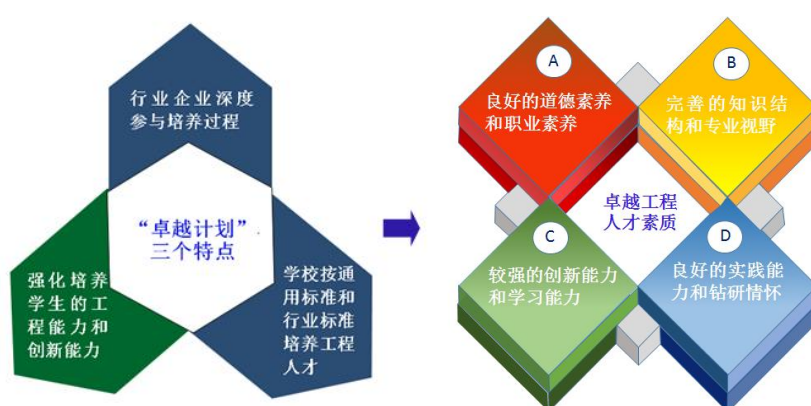 行业企业深度
参与培养过程
“卓越计划”
三个特点
强化培养
学生的工
程能力和
创新能力
学校按通
用标准和
行业标准
培养工程
人才
A
良好的道德素养
和职业素养
B
完善的知识结
构和专业视野
卓越工程
人才素质
C
较强的创新能力
和学习能力
D
良好的实践能
力和钻研情怀